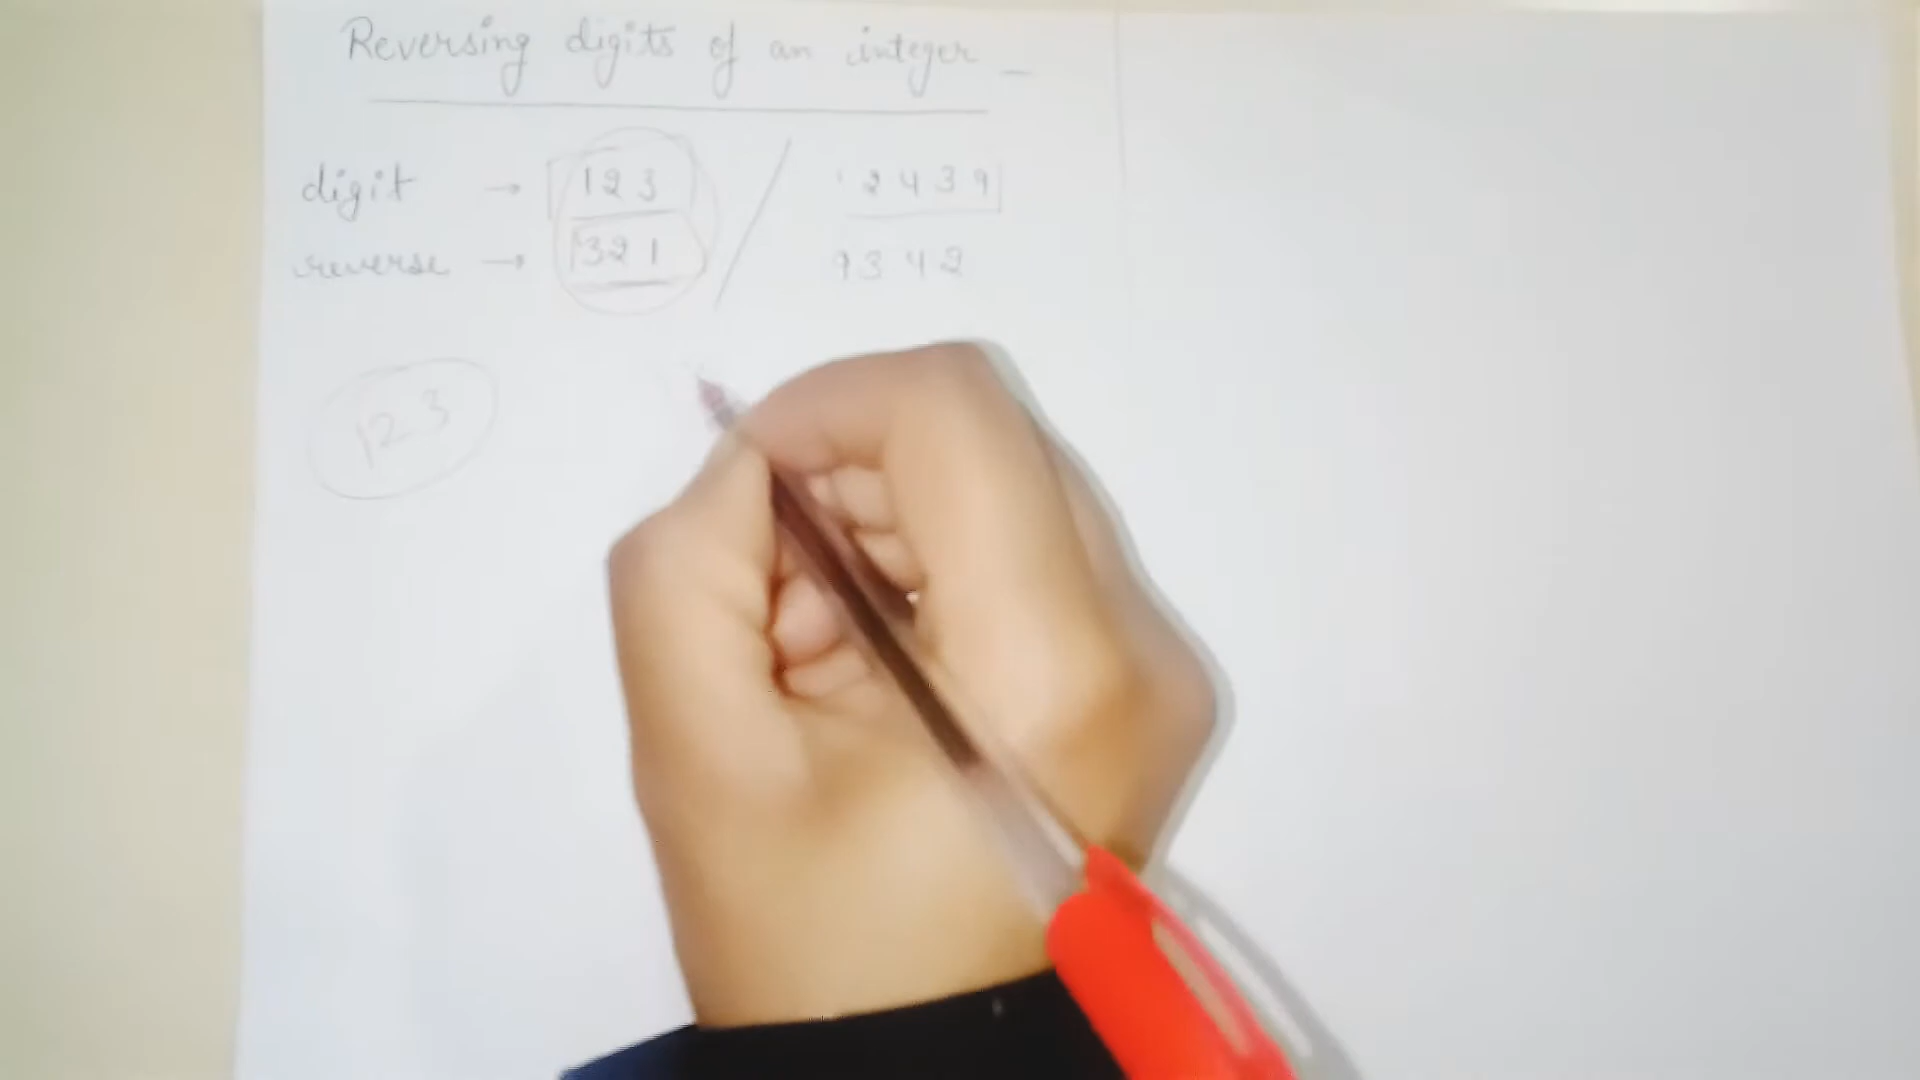 Reversing digits of an integer _
digit → 123 / 2439
reverse → 321 9342
123